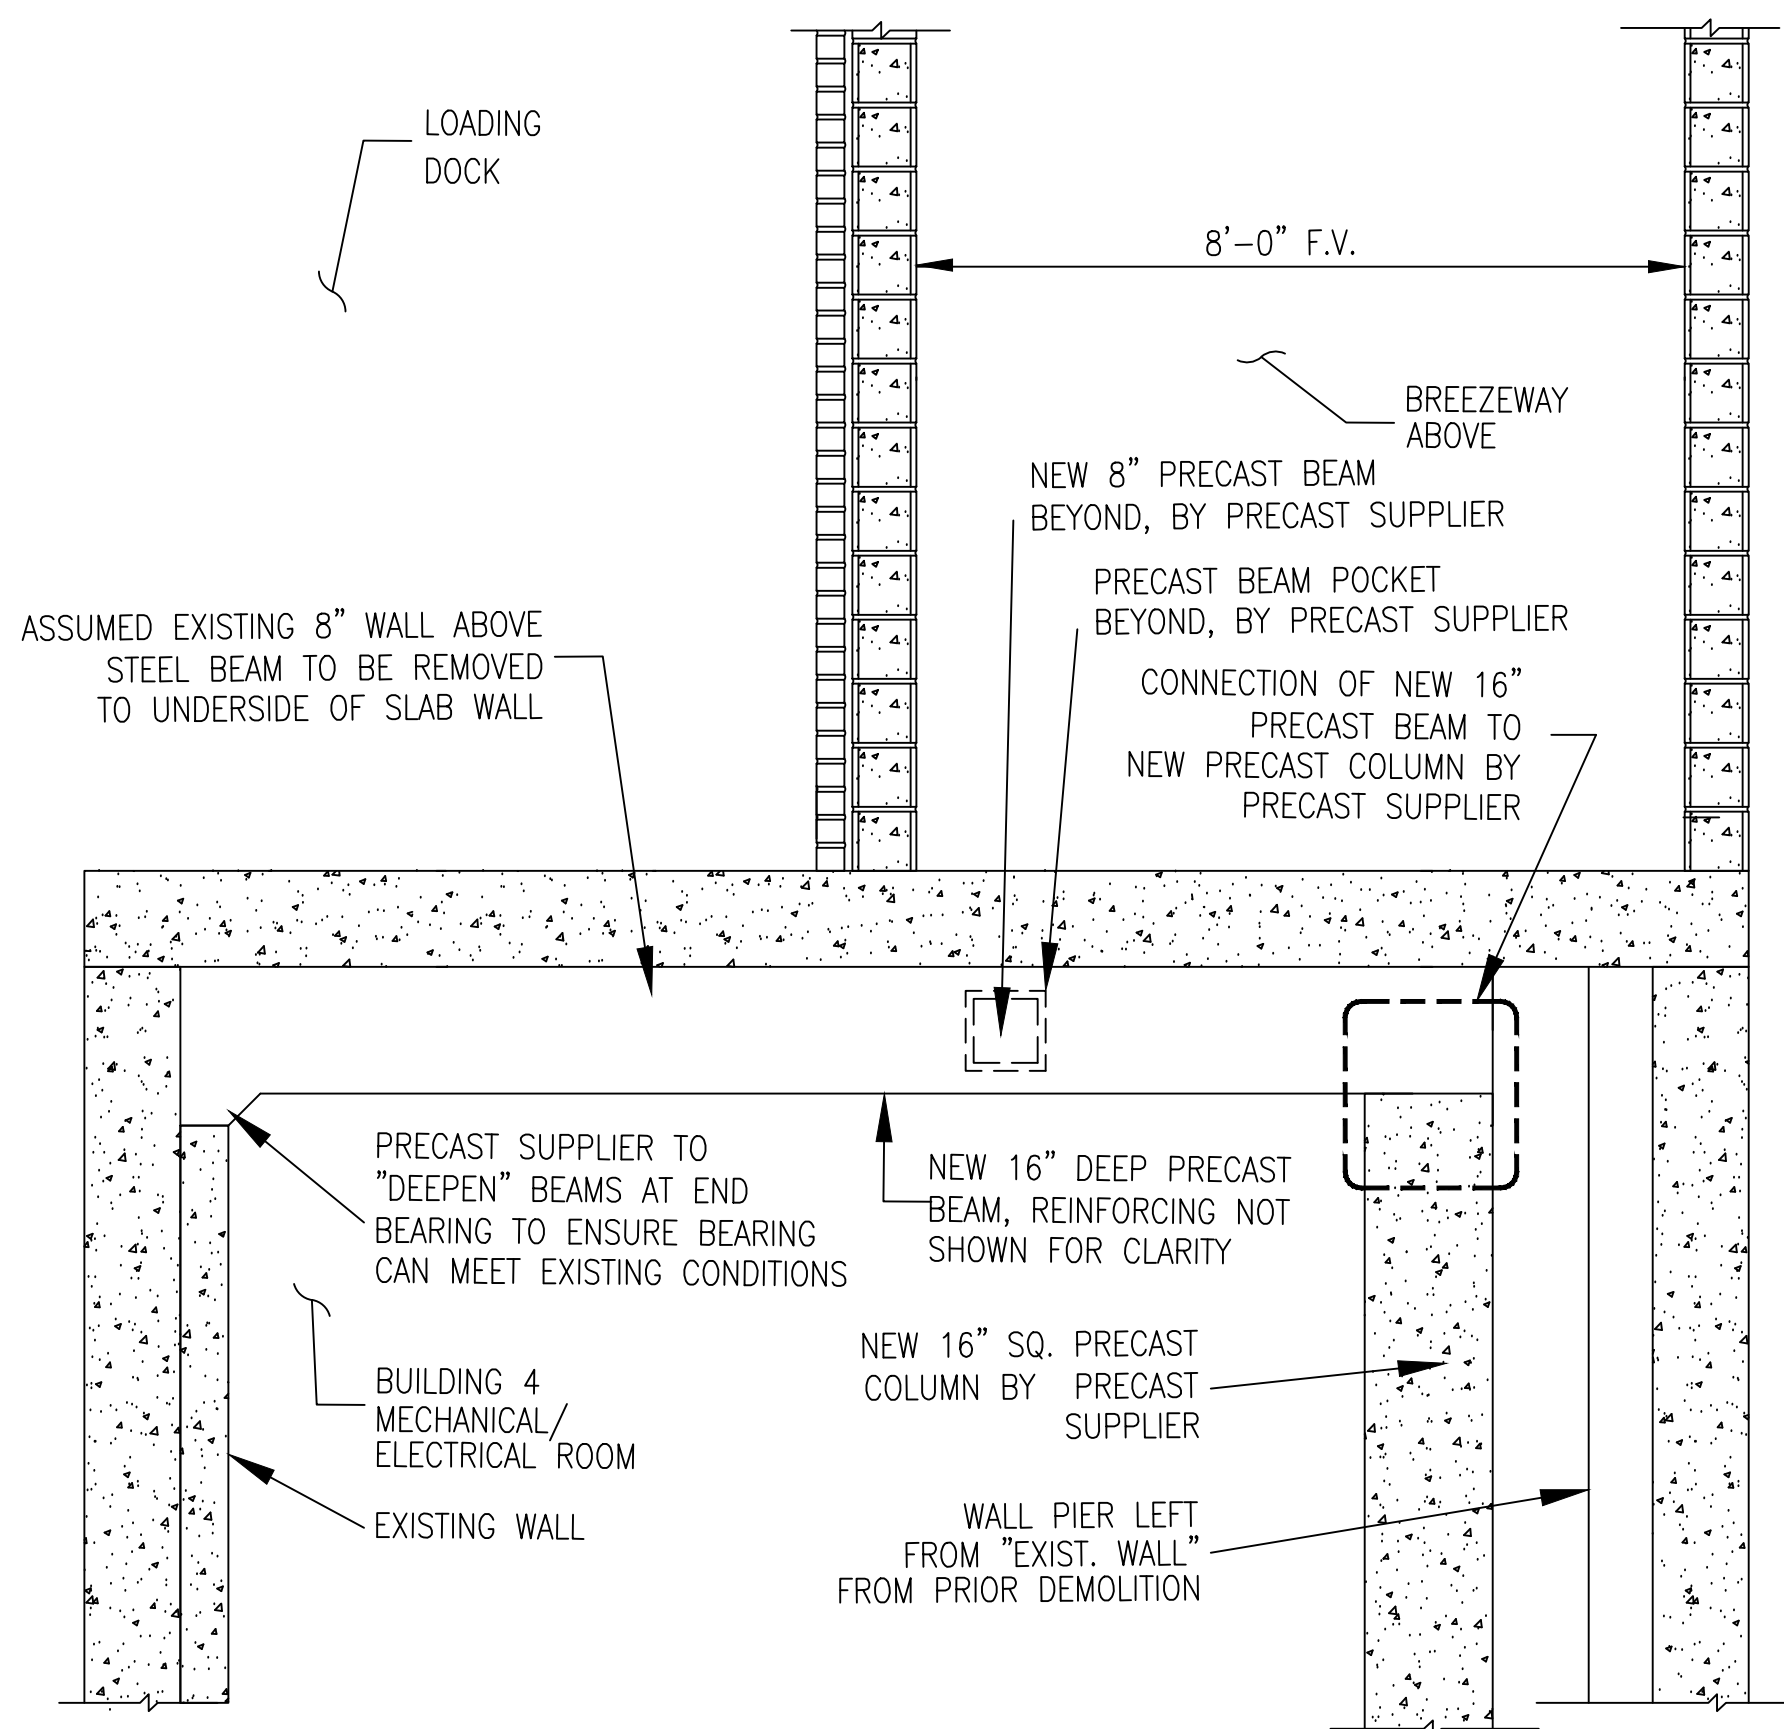 LOADING
DOCK
8'-0" F.V.
BREEZEWAY
ABOVE
NEW 8" PRECAST BEAM
BEYOND, BY PRECAST SUPPLIER
PRECAST BEAM POCKET
BEYOND, BY PRECAST SUPPLIER
ASSUMED EXISTING 8" WALL ABOVE
STEEL BEAM TO BE REMOVED
TO UNDERSIDE OF SLAB WALL
CONNECTION OF NEW 16"
PRECAST BEAM TO
NEW PRECAST COLUMN BY
PRECAST SUPPLIER
PRECAST SUPPLIER TO
"DEEPEN" BEAMS AT END
BEARING TO ENSURE BEARING
CAN MEET EXISTING CONDITIONS
NEW 16" DEEP PRECAST
BEAM, REINFORCING NOT
SHOWN FOR CLARITY
NEW 16" SQ. PRECAST
COLUMN BY PRECAST
SUPPLIER
BUILDING 4
MECHANICAL/
ELECTRICAL ROOM
EXISTING WALL
WALL PIER LEFT
FROM "EXIST. WALL"
FROM PRIOR DEMOLITION